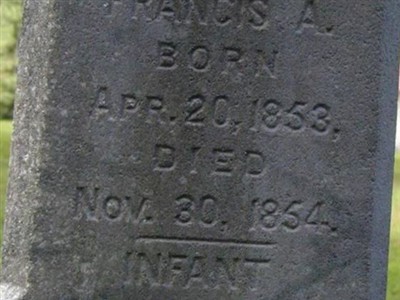 FRANCIS A.
BORN
APR. 20, 1853,
DIED
NOV. 30, 1854.
INFANT